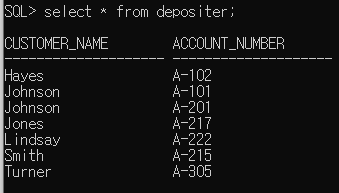 SQL> select * from depositer;
CUSTOMER_NAME ACCOUNT_NUMBER
-------------------- --------------------
Hayes A-102
Johnson A-101
Johnson A-201
Jones A-217
Lindsay A-222
Smith A-215
Turner A-305